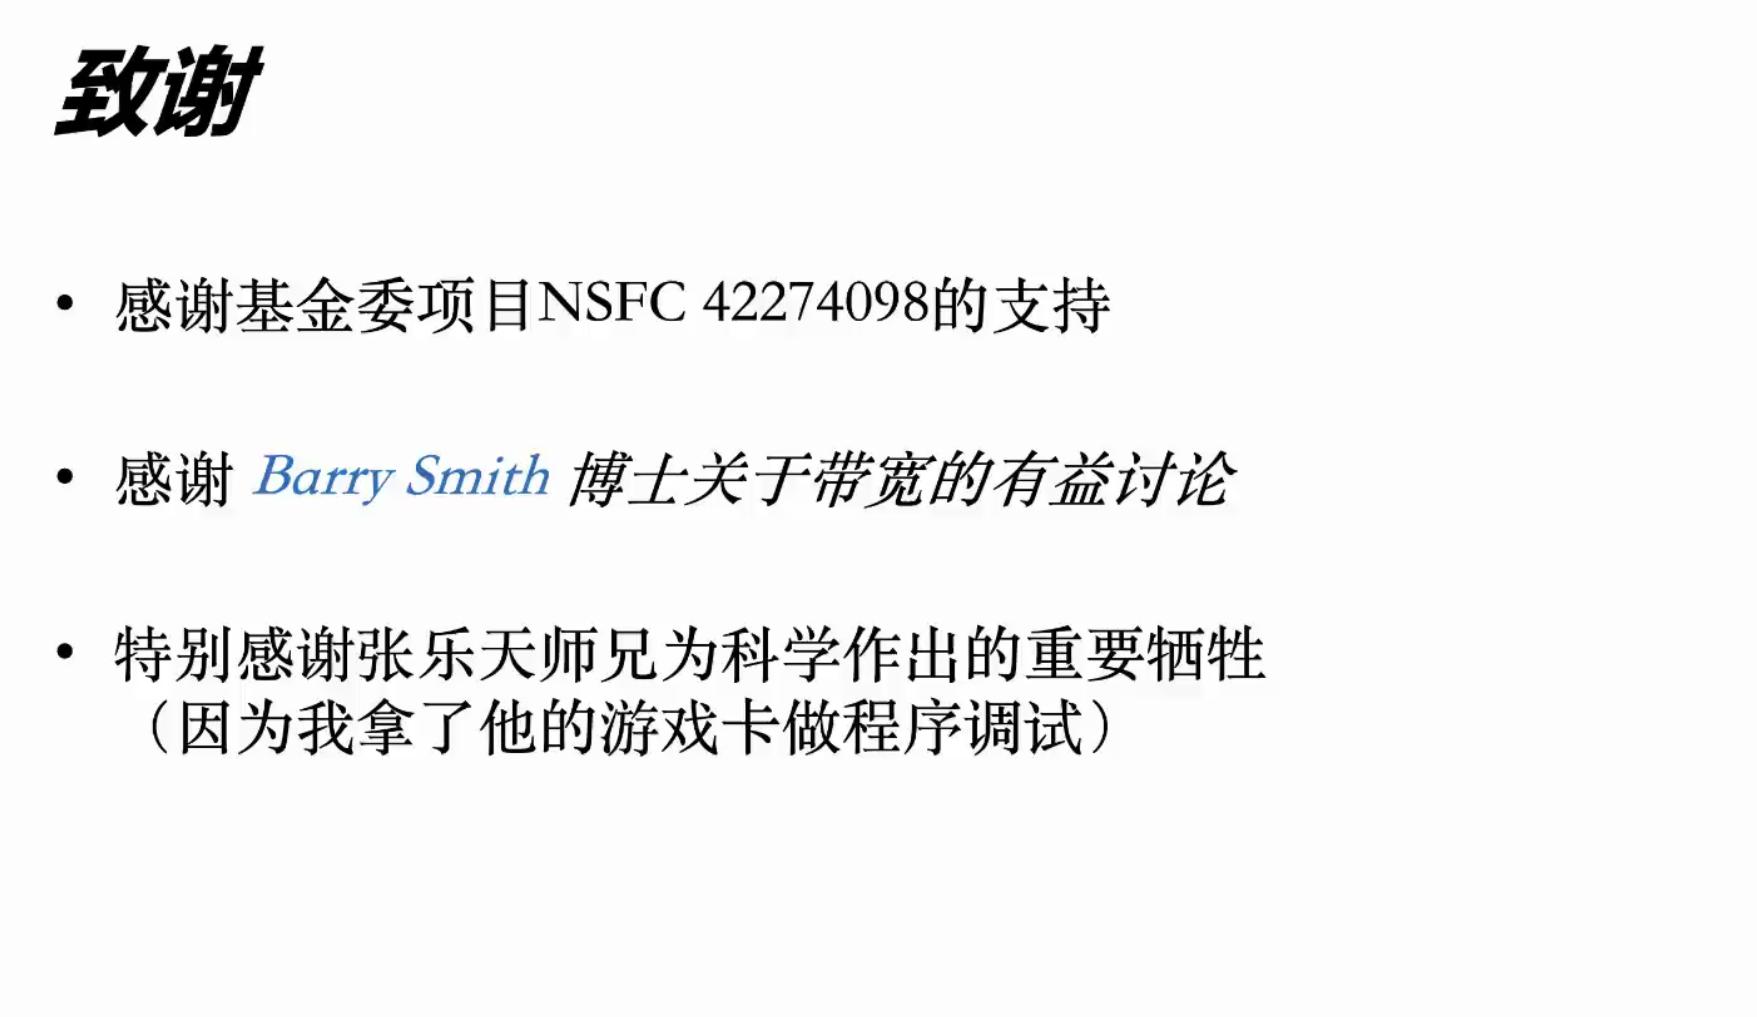 致谢
• 感谢基金委项目NSFC 42274098的支持
• 感谢 Barry Smith 博士关于带宽的有益讨论
• 特别感谢张乐天师兄为科学作出的重要牺牲
（因为我拿了他的游戏卡做程序调试）